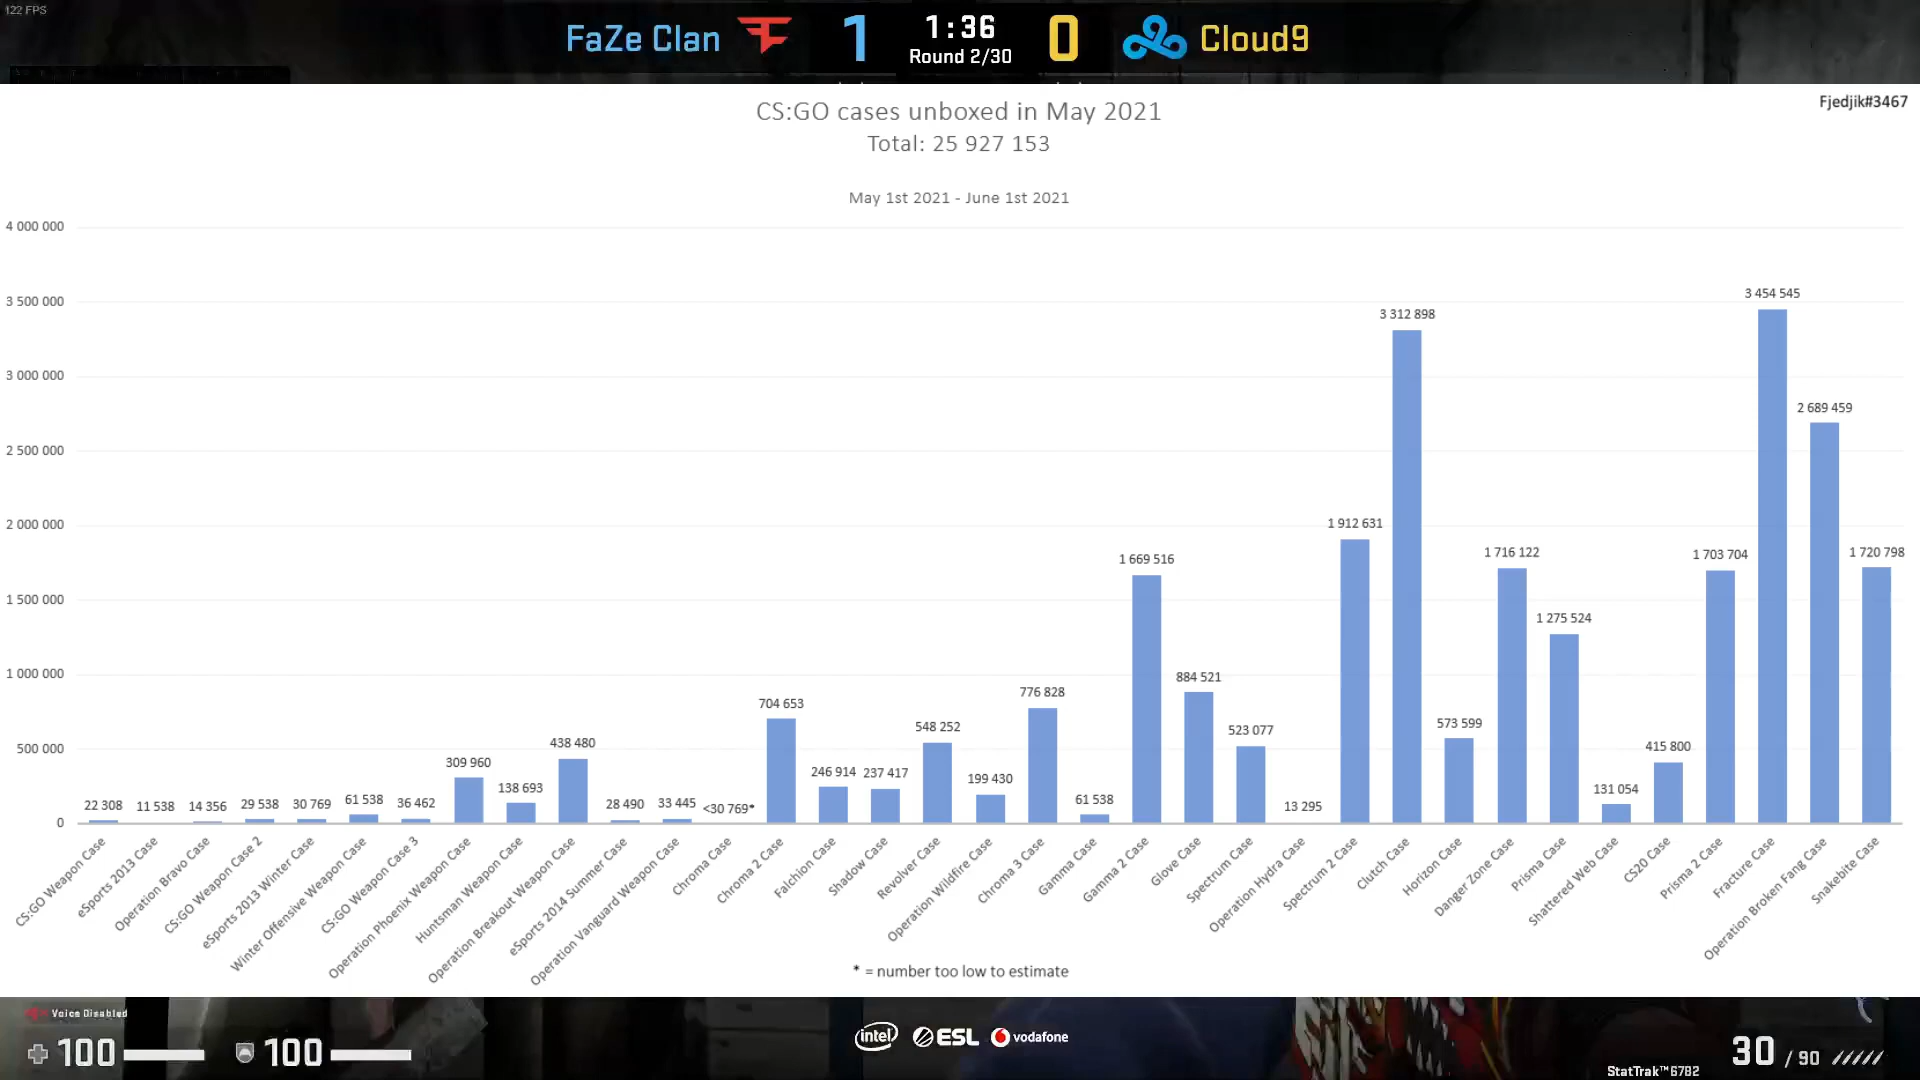 122 FPS
FaZe Clan 1 1:36 0 Cloud9
Round 2/30
CS:GO cases unboxed in May 2021
Fjedjik#3467
Total: 25 927 153
May 1st 2021 - June 1st 2021
4 000 000
3 500 000
3 000 000
2 500 000
2 000 000
1 500 000
1 000 000
500 000
0
22 308
11 538
14 356
29 538
30 769
61 538
36 462
309 960
138 693
438 480
28 490
33 445
<30 769*
704 653
246 914
237 417
548 252
199 430
776 828
61 538
1 669 516
884 521
523 077
13 295
1 912 631
3 312 898
573 599
1 716 122
1 275 524
131 054
415 800
1 703 704
3 454 545
2 689 459
1 720 798
CS:GO Weapon Case
eSports 2013 Case
Operation Bravo Case
CS:GO Weapon Case 2
eSports 2013 Winter Case
Winter Offensive Weapon Case
CS:GO Weapon Case 3
Operation Phoenix Weapon Case
Huntsman Weapon Case
Operation Breakout Weapon Case
eSports 2014 Summer Case
Operation Vanguard Weapon Case
Chroma Case
Chroma 2 Case
Falchion Case
Shadow Case
Revolver Case
Operation Wildfire Case
Chroma 3 Case
Gamma Case
Gamma 2 Case
Glove Case
Spectrum Case
Operation Hydra Case
Spectrum 2 Case
Clutch Case
Horizon Case
Danger Zone Case
Prisma Case
Shattered Web Case
CS20 Case
Prisma 2 Case
Fracture Case
Operation Broken Fang Case
Snakebite Case
* = number too low to estimate
Voice Disabled
100 100
intel ESL vodafone
30 / 90
StatTrak™6782